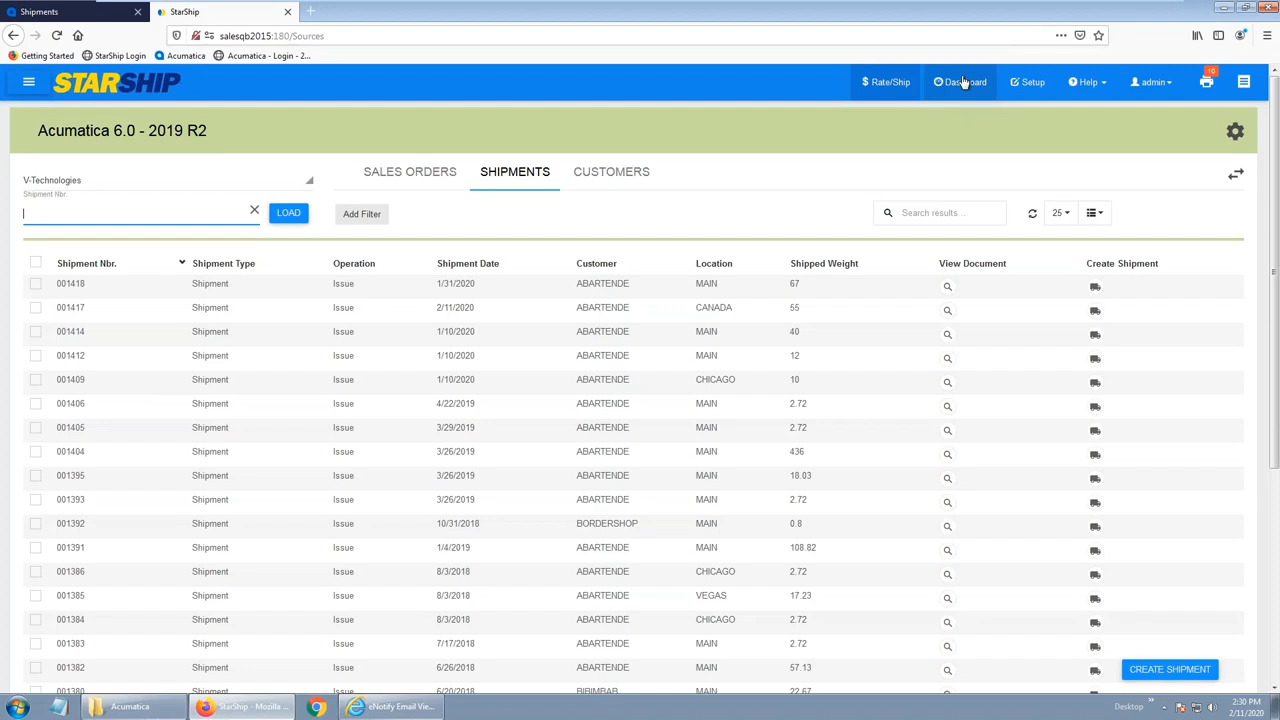 Shipments
StarShip
salesqb2015:180/Sources
Getting Started StarShip Login Acumatica Acumatica - Login - 2...
STARSHIP
$ Rate/Ship Dashboard Setup Help admin 10
Acumatica 6.0 - 2019 R2
V-Technologies
SALES ORDERS SHIPMENTS CUSTOMERS
Shipment Nbr.
LOAD Add Filter Search results... 25
Shipment Nbr. Shipment Type Operation Shipment Date Customer Location Shipped Weight View Document Create Shipment
001418 Shipment Issue 1/31/2020 ABARTENDE MAIN 67
001417 Shipment Issue 2/11/2020 ABARTENDE CANADA 55
001414 Shipment Issue 1/10/2020 ABARTENDE MAIN 40
001412 Shipment Issue 1/10/2020 ABARTENDE MAIN 12
001409 Shipment Issue 1/10/2020 ABARTENDE CHICAGO 10
001406 Shipment Issue 4/22/2019 ABARTENDE MAIN 2.72
001405 Shipment Issue 3/29/2019 ABARTENDE MAIN 2.72
001404 Shipment Issue 3/26/2019 ABARTENDE MAIN 436
001395 Shipment Issue 3/26/2019 ABARTENDE MAIN 18.03
001393 Shipment Issue 3/26/2019 ABARTENDE MAIN 2.72
001392 Shipment Issue 10/31/2018 BORDERSHOP MAIN 0.8
001391 Shipment Issue 1/4/2019 ABARTENDE MAIN 108.82
001386 Shipment Issue 8/3/2018 ABARTENDE CHICAGO 2.72
001385 Shipment Issue 8/3/2018 ABARTENDE VEGAS 17.23
001384 Shipment Issue 8/3/2018 ABARTENDE CHICAGO 2.72
001383 Shipment Issue 7/17/2018 ABARTENDE MAIN 2.72
001382 Shipment Issue 6/26/2018 ABARTENDE MAIN 57.13
001380 Shipment Issue 6/20/2018 BIBIMBAB MAIN 22.67
CREATE SHIPMENT
Acumatica StarShip - Mozilla ... eNotify Email Vie... Desktop 2:30 PM
2/11/2020